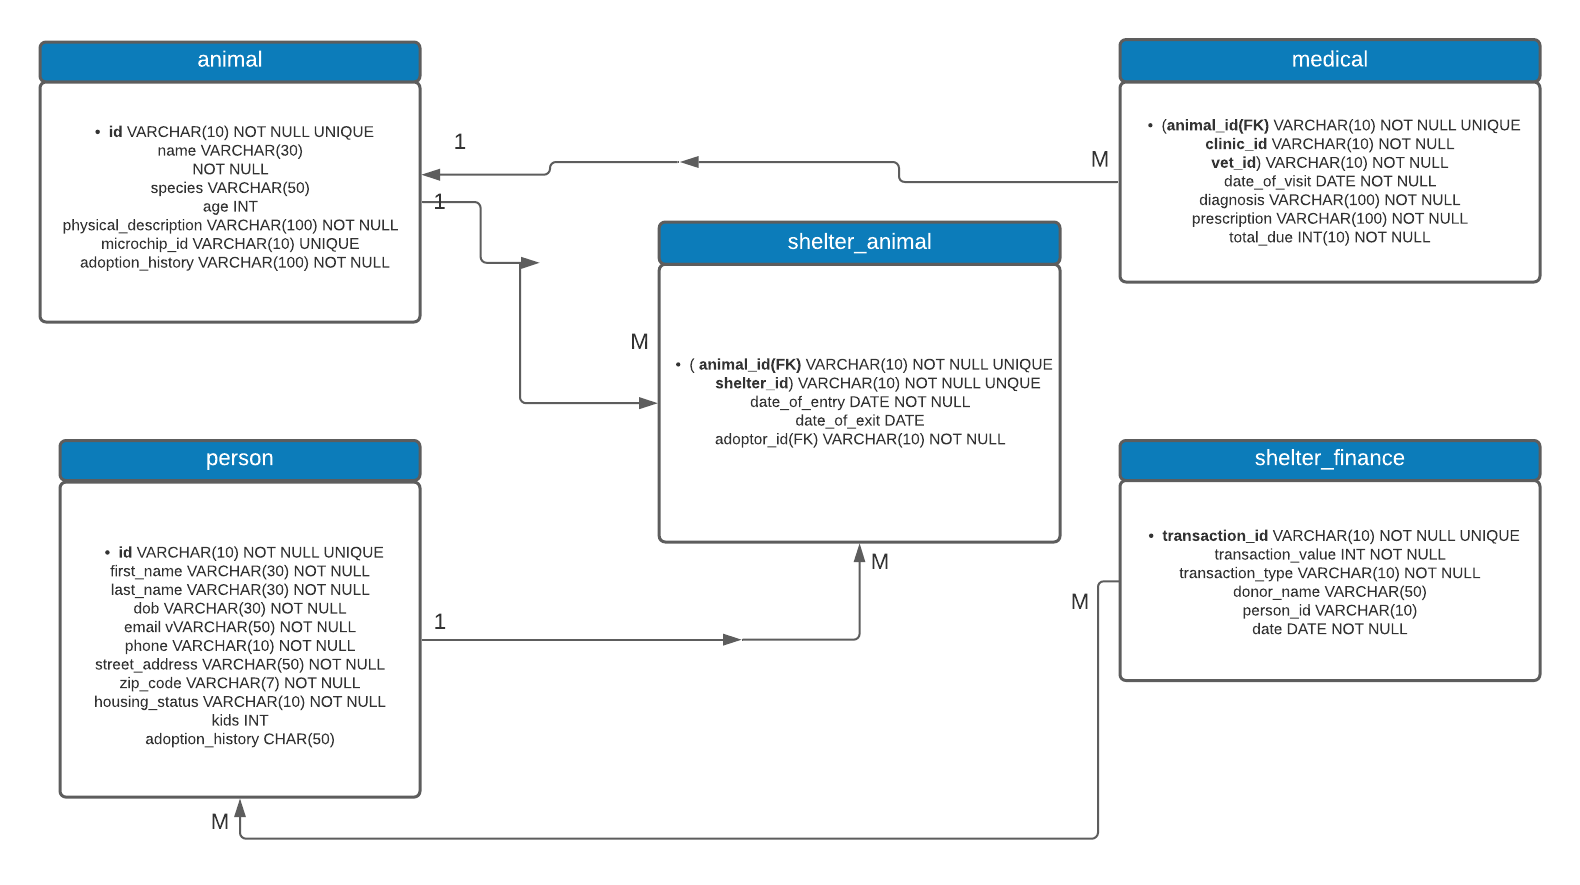 animal
• id VARCHAR(10) NOT NULL UNIQUE
name VARCHAR(30)
NOT NULL
species VARCHAR(50)
age INT
physical_description VARCHAR(100) NOT NULL
microchip_id VARCHAR(10) UNIQUE
adoption_history VARCHAR(100) NOT NULL
1
1
M
medical
• (animal_id(FK) VARCHAR(10) NOT NULL UNIQUE
clinic_id VARCHAR(10) NOT NULL
vet_id) VARCHAR(10) NOT NULL
date_of_visit DATE NOT NULL
diagnosis VARCHAR(100) NOT NULL
prescription VARCHAR(100) NOT NULL
total_due INT(10) NOT NULL
shelter_animal
M
• ( animal_id(FK) VARCHAR(10) NOT NULL UNIQUE
shelter_id) VARCHAR(10) NOT NULL UNQUE
date_of_entry DATE NOT NULL
date_of_exit DATE
adoptor_id(FK) VARCHAR(10) NOT NULL
M
person
• id VARCHAR(10) NOT NULL UNIQUE
first_name VARCHAR(30) NOT NULL
last_name VARCHAR(30) NOT NULL
dob VARCHAR(30) NOT NULL
email vVARCHAR(50) NOT NULL
phone VARCHAR(10) NOT NULL
street_address VARCHAR(50) NOT NULL
zip_code VARCHAR(7) NOT NULL
housing_status VARCHAR(10) NOT NULL
kids INT
adoption_history CHAR(50)
1
M
shelter_finance
• transaction_id VARCHAR(10) NOT NULL UNIQUE
transaction_value INT NOT NULL
transaction_type VARCHAR(10) NOT NULL
donor_name VARCHAR(50)
person_id VARCHAR(10)
date DATE NOT NULL
M